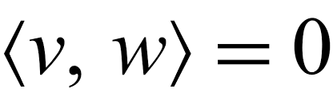 ⟨v, w⟩ = 0